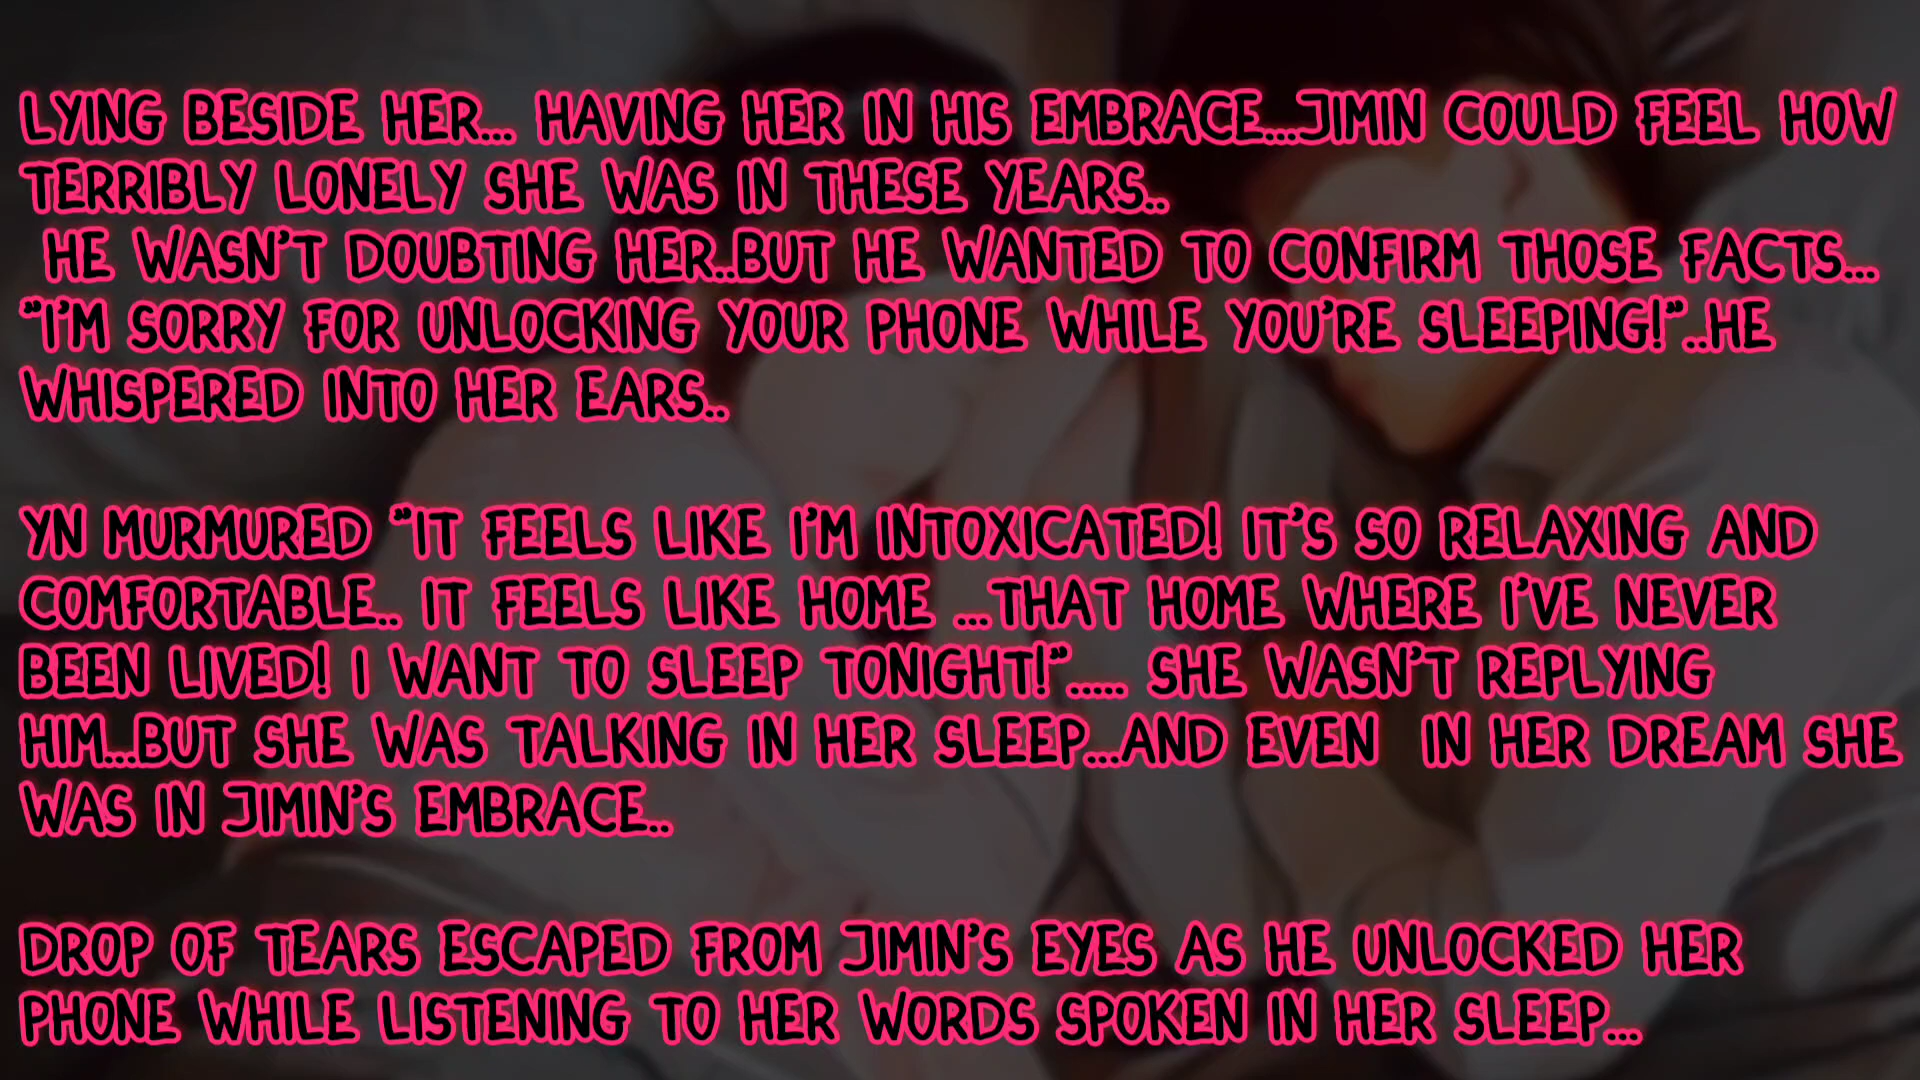 LYING BESIDE HER... HAVING HER IN HIS EMBRACE...JIMIN COULD FEEL HOW
TERRIBLY LONELY SHE WAS IN THESE YEARS..
HE WASN'T DOUBTING HER..BUT HE WANTED TO CONFIRM THOSE FACTS...
"I'M SORRY FOR UNLOCKING YOUR PHONE WHILE YOU'RE SLEEPING!"..HE
WHISPERED INTO HER EARS..
YN MURMURED "IT FEELS LIKE I'M INTOXICATED! IT'S SO RELAXING AND
COMFORTABLE.. IT FEELS LIKE HOME ...THAT HOME WHERE I'VE NEVER
BEEN LIVED! I WANT TO SLEEP TONIGHT!"..... SHE WASN'T REPLYING
HIM...BUT SHE WAS TALKING IN HER SLEEP...AND EVEN IN HER DREAM SHE
WAS IN JIMIN'S EMBRACE..
DROP OF TEARS ESCAPED FROM JIMIN'S EYES AS HE UNLOCKED HER
PHONE WHILE LISTENING TO HER WORDS SPOKEN IN HER SLEEP...